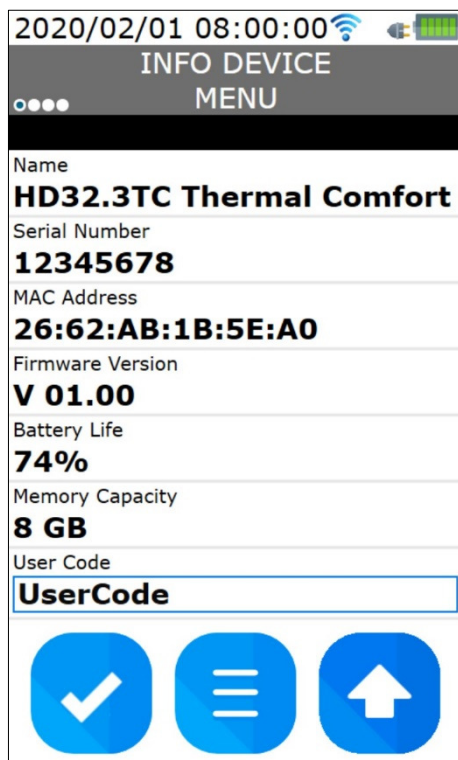 2020/02/01 08:00:00
INFO DEVICE
MENU
Name
HD32.3TC Thermal Comfort
Serial Number
12345678
MAC Address
26:62:AB:1B:5E:A0
Firmware Version
V 01.00
Battery Life
74%
Memory Capacity
8 GB
User Code
UserCode